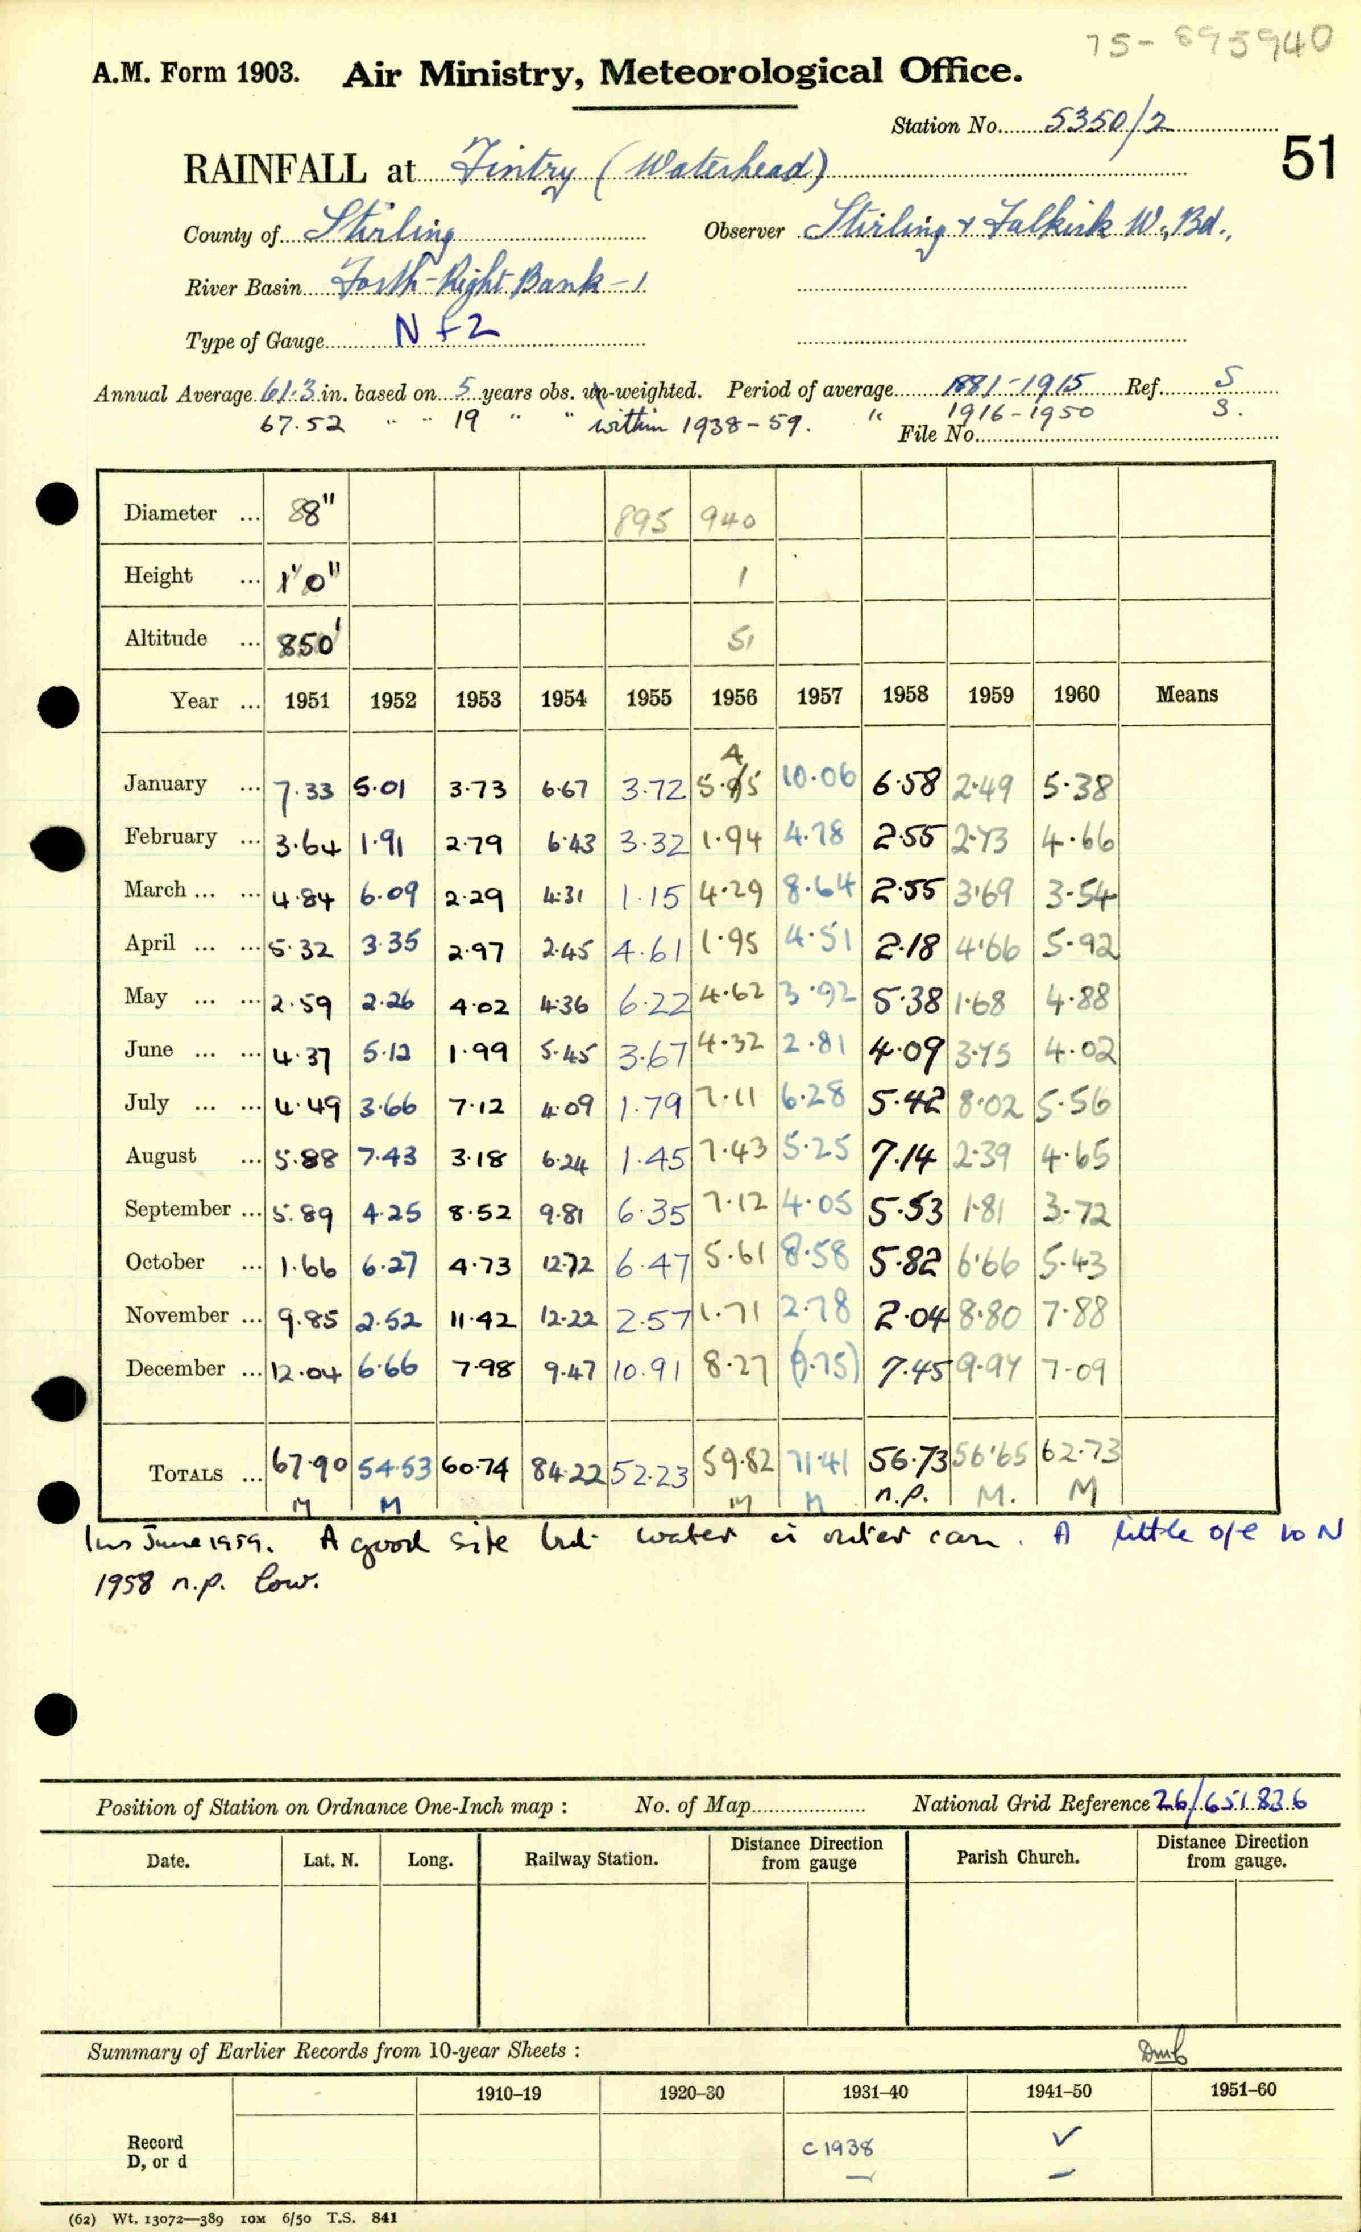 75-895940
A.M. Form 1903. Air Ministry, Meteorological Office.
Station No. 5350/2
51
RAINFALL at Fintry (Waterhead)
County of Stirling Observer Stirling & Falkirk W. Bd.,
River Basin Forth-Right Bank-1
Type of Gauge N f 2
Annual Average 61.3 in. based on 5 years obs. un-weighted. Period of average 1881-1915 Ref. S
67.52 " " 19 " " within 1938-59. " 1916-1950 S.
File No.
Diameter ... 8" 895 940
Height ... 1'0" 1
Altitude ... 850' 51
Year ... 1951 1952 1953 1954 1955 1956 1957 1958 1959 1960 Means
January ... 7.33 5.01 3.73 6.67 3.72 5.45 10.06 6.58 2.49 5.38
February ... 3.64 1.91 2.79 6.43 3.32 1.94 4.78 2.55 2.73 4.66
March ... ... 4.84 6.09 2.29 4.31 1.15 4.29 8.64 2.55 3.69 3.54
April ... ... 5.32 3.35 2.97 2.45 4.61 1.95 4.51 2.18 4.66 5.92
May ... ... 2.59 2.26 4.02 4.36 6.22 4.62 3.92 5.38 1.68 4.88
June ... ... 4.37 5.12 1.99 5.45 3.67 4.32 2.81 4.09 3.75 4.02
July ... ... 4.49 3.66 7.12 4.09 1.79 7.11 6.28 5.42 8.02 5.56
August ... 5.88 7.43 3.18 6.24 1.45 7.43 5.25 7.14 2.39 4.65
September ... 5.89 4.25 8.52 9.81 6.35 7.12 4.05 5.53 1.81 3.72
October ... 1.66 6.27 4.73 12.72 6.47 5.61 8.58 5.82 6.66 5.43
November ... 9.85 2.52 11.42 12.22 2.57 1.71 2.78 2.04 8.80 7.88
December ... 12.04 6.66 7.98 9.47 10.91 8.27 (9.75) 7.45 9.97 7.09
TOTALS ... 67.90 54.53 60.74 84.22 52.23 59.82 71.41 56.73 56.65 62.73
M M M M n.p. M. M
Ins June 1959. A good site but water in outer can. A little o/e to N
1958 n.p. low.
Position of Station on Ordnance One-Inch map : No. of Map National Grid Reference 26/651836
Date. Lat. N. Long. Railway Station. Distance Direction from gauge Parish Church. Distance Direction from gauge.
Summary of Earlier Records from 10-year Sheets :
1910-19 1920-30 1931-40 1941-50 1951-60
Record c 1938 ✓
D, or d — —
(62) Wt. 13072—389 10M 6/50 T.S. 841